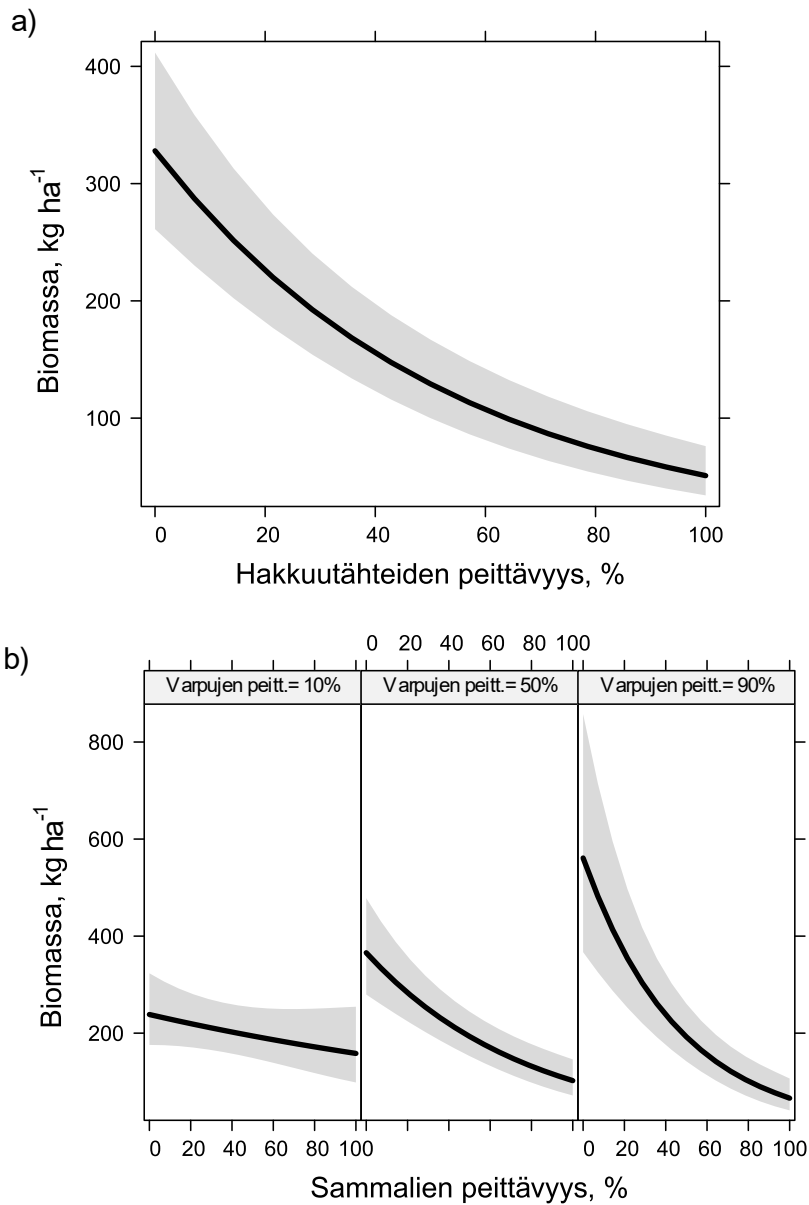 a)
400
300
200
100
Biomassa, kg ha-1
0 20 40 60 80 100
Hakkuutähteiden peittävyys, %
b)
0 20 40 60 80 100
Varpujen peitt.= 10% Varpujen peitt.= 50% Varpujen peitt.= 90%
800
600
400
200
Biomassa, kg ha-1
0 20 40 60 80 100 0 20 40 60 80 100
Sammalien peittävyys, %